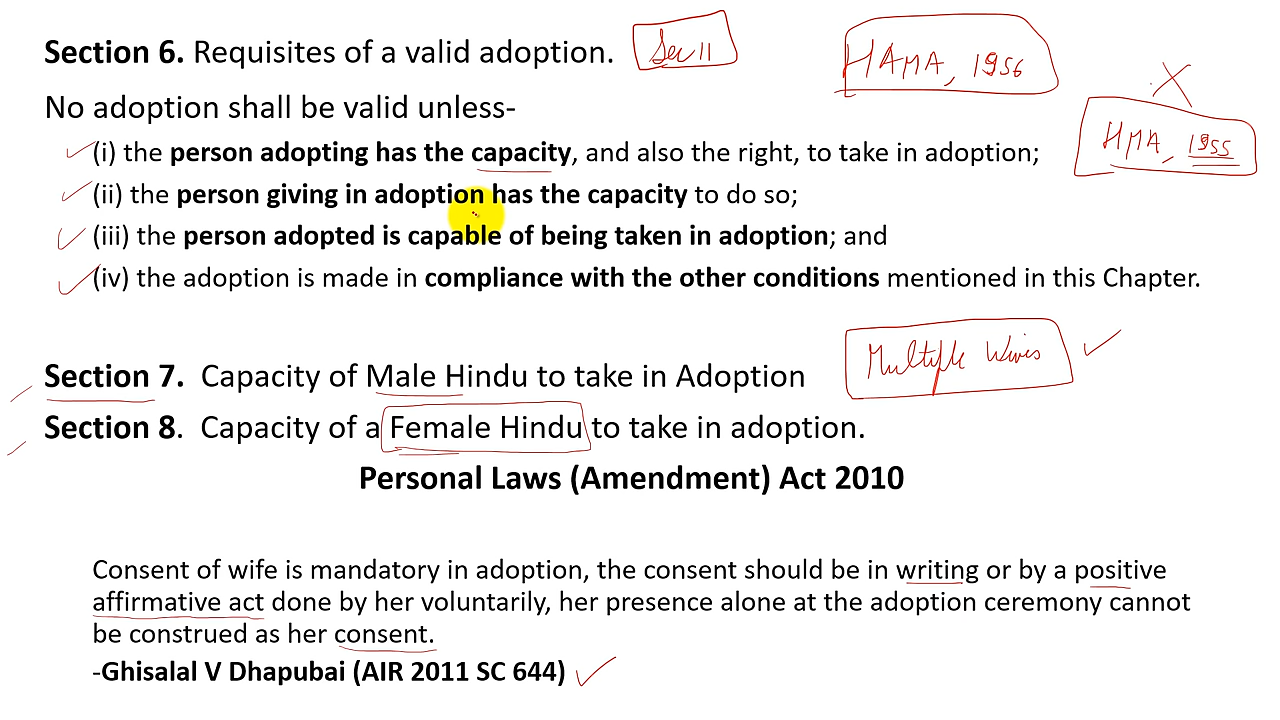 Section 6. Requisites of a valid adoption. Sec 11
HAMA, 1956
No adoption shall be valid unless-
HMA, 1955
(i) the person adopting has the capacity, and also the right, to take in adoption;
(ii) the person giving in adoption has the capacity to do so;
(iii) the person adopted is capable of being taken in adoption; and
(iv) the adoption is made in compliance with the other conditions mentioned in this Chapter.
Multiple Wives
Section 7. Capacity of Male Hindu to take in Adoption
Section 8. Capacity of a Female Hindu to take in adoption.
Personal Laws (Amendment) Act 2010
Consent of wife is mandatory in adoption, the consent should be in writing or by a positive
affirmative act done by her voluntarily, her presence alone at the adoption ceremony cannot
be construed as her consent.
-Ghisalal V Dhapubai (AIR 2011 SC 644)